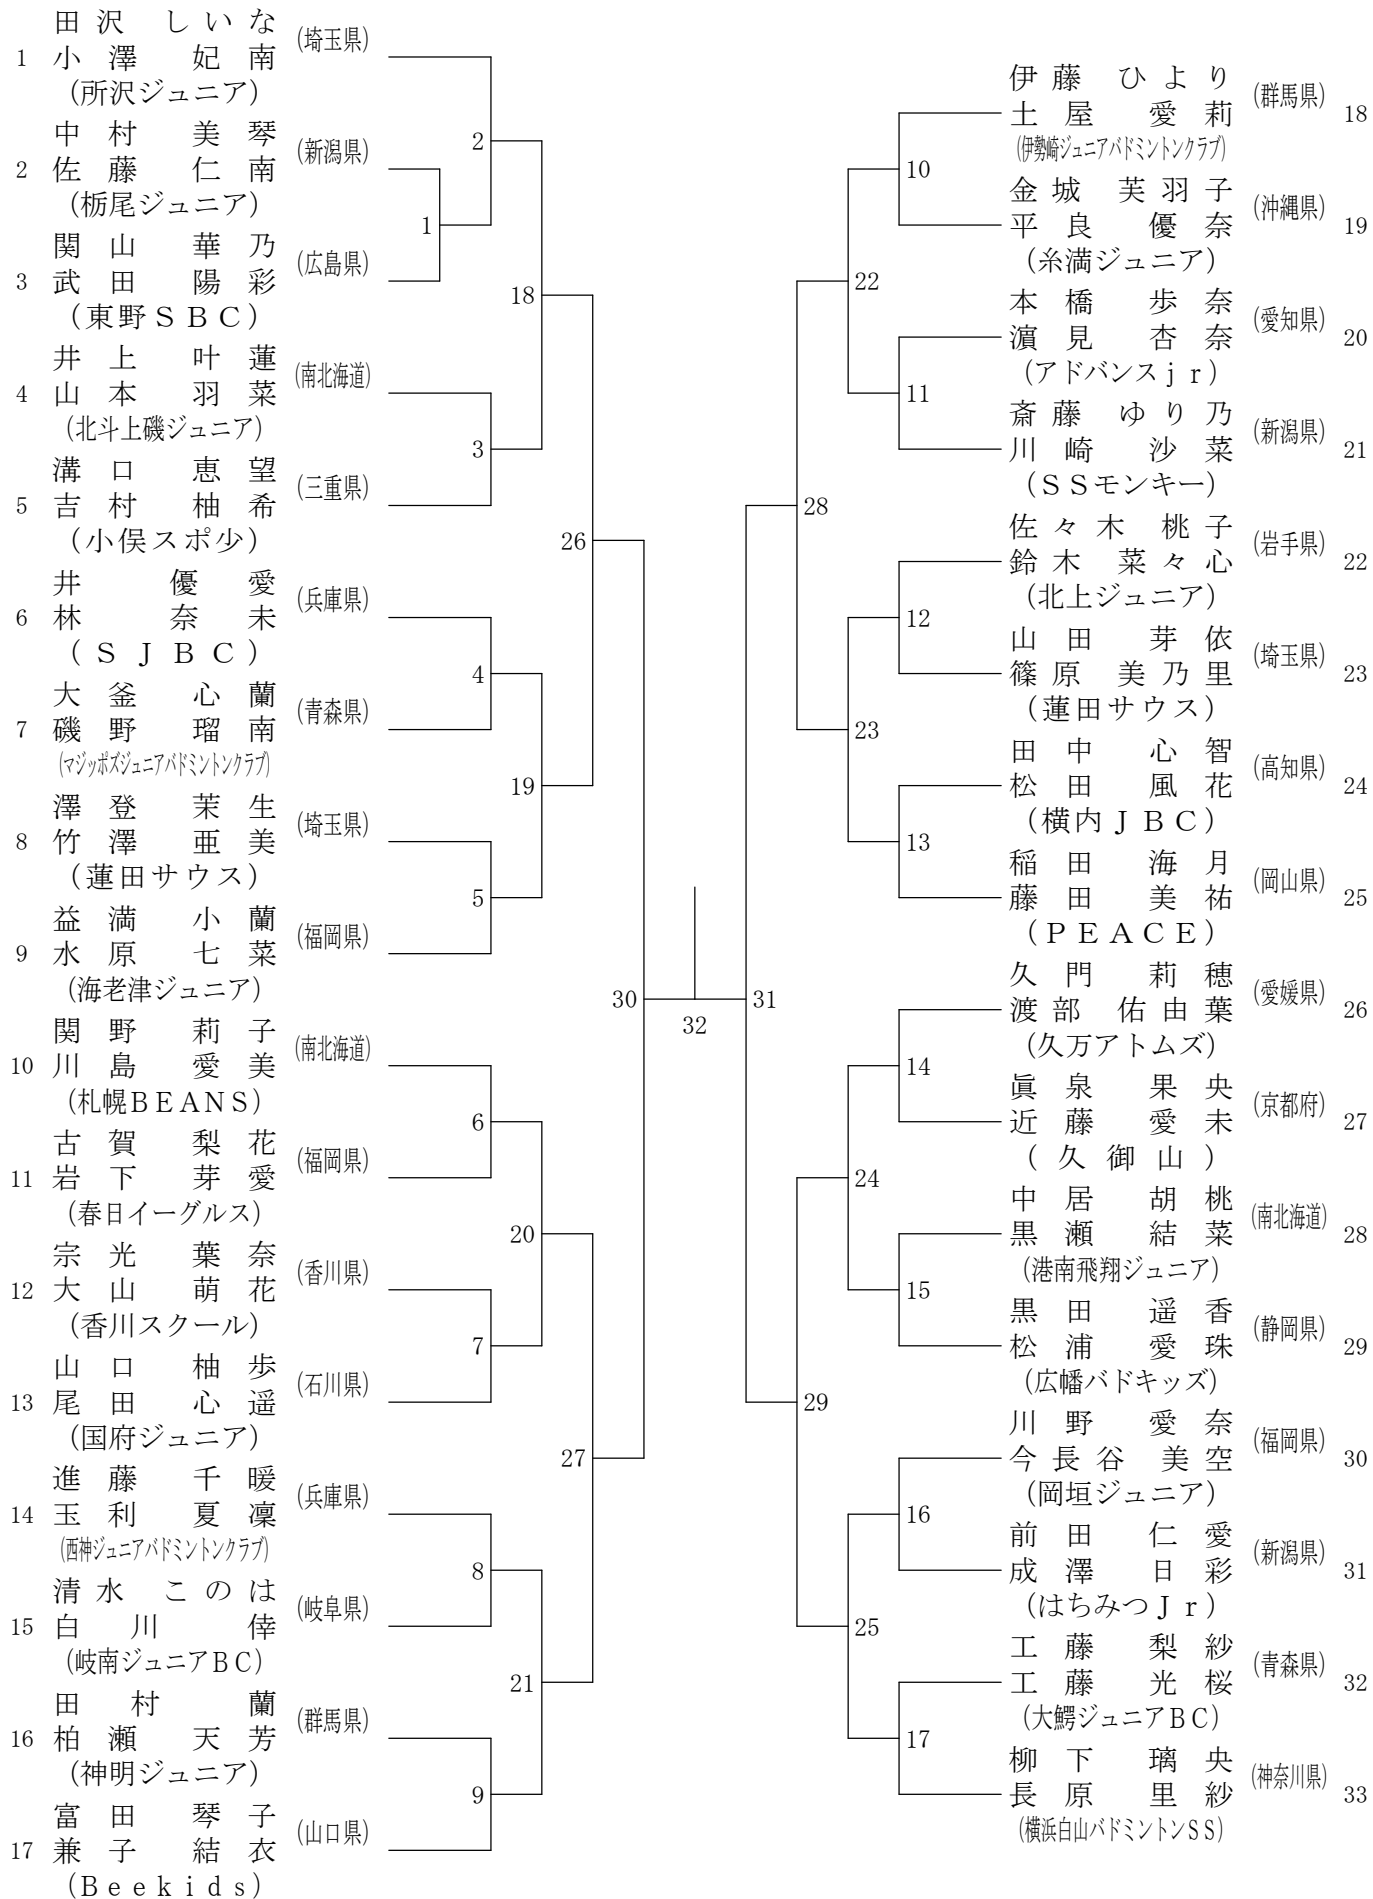 田沢 しいな (埼玉県)
1 小澤 妃南
(所沢ジュニア)
中村 美琴 (新潟県)
2 佐藤 仁南
(栃尾ジュニア)
関山 華乃 (広島県)
3 武田 陽彩
(東野ＳＢＣ)
井上 叶蓮 (南北海道)
4 山本 羽菜
(北斗上磯ジュニア)
溝口 恵望 (三重県)
5 吉村 柚希
(小俣スポ少)
井 優愛 (兵庫県)
6 林 奈未
(ＳＪＢＣ)
大釜 心蘭 (青森県)
7 磯野 瑠南
(マジッポズジュニアバドミントンクラブ)
澤登 茉生 (埼玉県)
8 竹澤 亜美
(蓮田サウス)
益満 小蘭 (福岡県)
9 水原 七菜
(海老津ジュニア)
関野 莉子 (南北海道)
10 川島 愛美
(札幌ＢＥＡＮＳ)
古賀 梨花 (福岡県)
11 岩下 芽愛
(春日イーグルス)
宗光 葉奈 (香川県)
12 大山 萌花
(香川スクール)
山口 柚歩 (石川県)
13 尾田 心遥
(国府ジュニア)
進藤 千暖 (兵庫県)
14 玉利 夏凜
(西神ジュニアバドミントンクラブ)
清水 このは (岐阜県)
15 白川 倖
(岐南ジュニアＢＣ)
田村 蘭 (群馬県)
16 柏瀬 天芳
(神明ジュニア)
富田 琴子 (山口県)
17 兼子 結衣
(Ｂｅｅｋｉｄｓ)
1
2
3
4
5
6
7
8
9
18
19
20
21
26
27
30
32
31
28
29
22
23
24
25
10
11
12
13
14
15
16
17
伊藤 ひより (群馬県)
土屋 愛莉 18
(伊勢崎ジュニアバドミントンクラブ)
金城 芙羽子 (沖縄県)
平良 優奈 19
(糸満ジュニア)
本橋 歩奈 (愛知県)
濵見 杏奈 20
(アドバンスｊｒ)
斎藤 ゆり乃 (新潟県)
川崎 沙菜 21
(ＳＳモンキー)
佐々木 桃子 (岩手県)
鈴木 菜々心 22
(北上ジュニア)
山田 芽依 (埼玉県)
篠原 美乃里 23
(蓮田サウス)
田中 心智 (高知県)
松田 風花 24
(横内ＪＢＣ)
稲田 海月 (岡山県)
藤田 美祐 25
(ＰＥＡＣＥ)
久門 莉穂 (愛媛県)
渡部 佑由葉 26
(久万アトムズ)
眞泉 果央 (京都府)
近藤 愛未 27
(久御山)
中居 胡桃 (南北海道)
黒瀬 結菜 28
(港南飛翔ジュニア)
黒田 遥香 (静岡県)
松浦 愛珠 29
(広幡バドキッズ)
川野 愛奈 (福岡県)
今長谷 美空 30
(岡垣ジュニア)
前田 仁愛 (新潟県)
成澤 日彩 31
(はちみつＪｒ)
工藤 梨紗 (青森県)
工藤 光桜 32
(大鰐ジュニアＢＣ)
柳下 璃央 (神奈川県)
長原 里紗 33
(横浜白山バドミントンＳＳ)